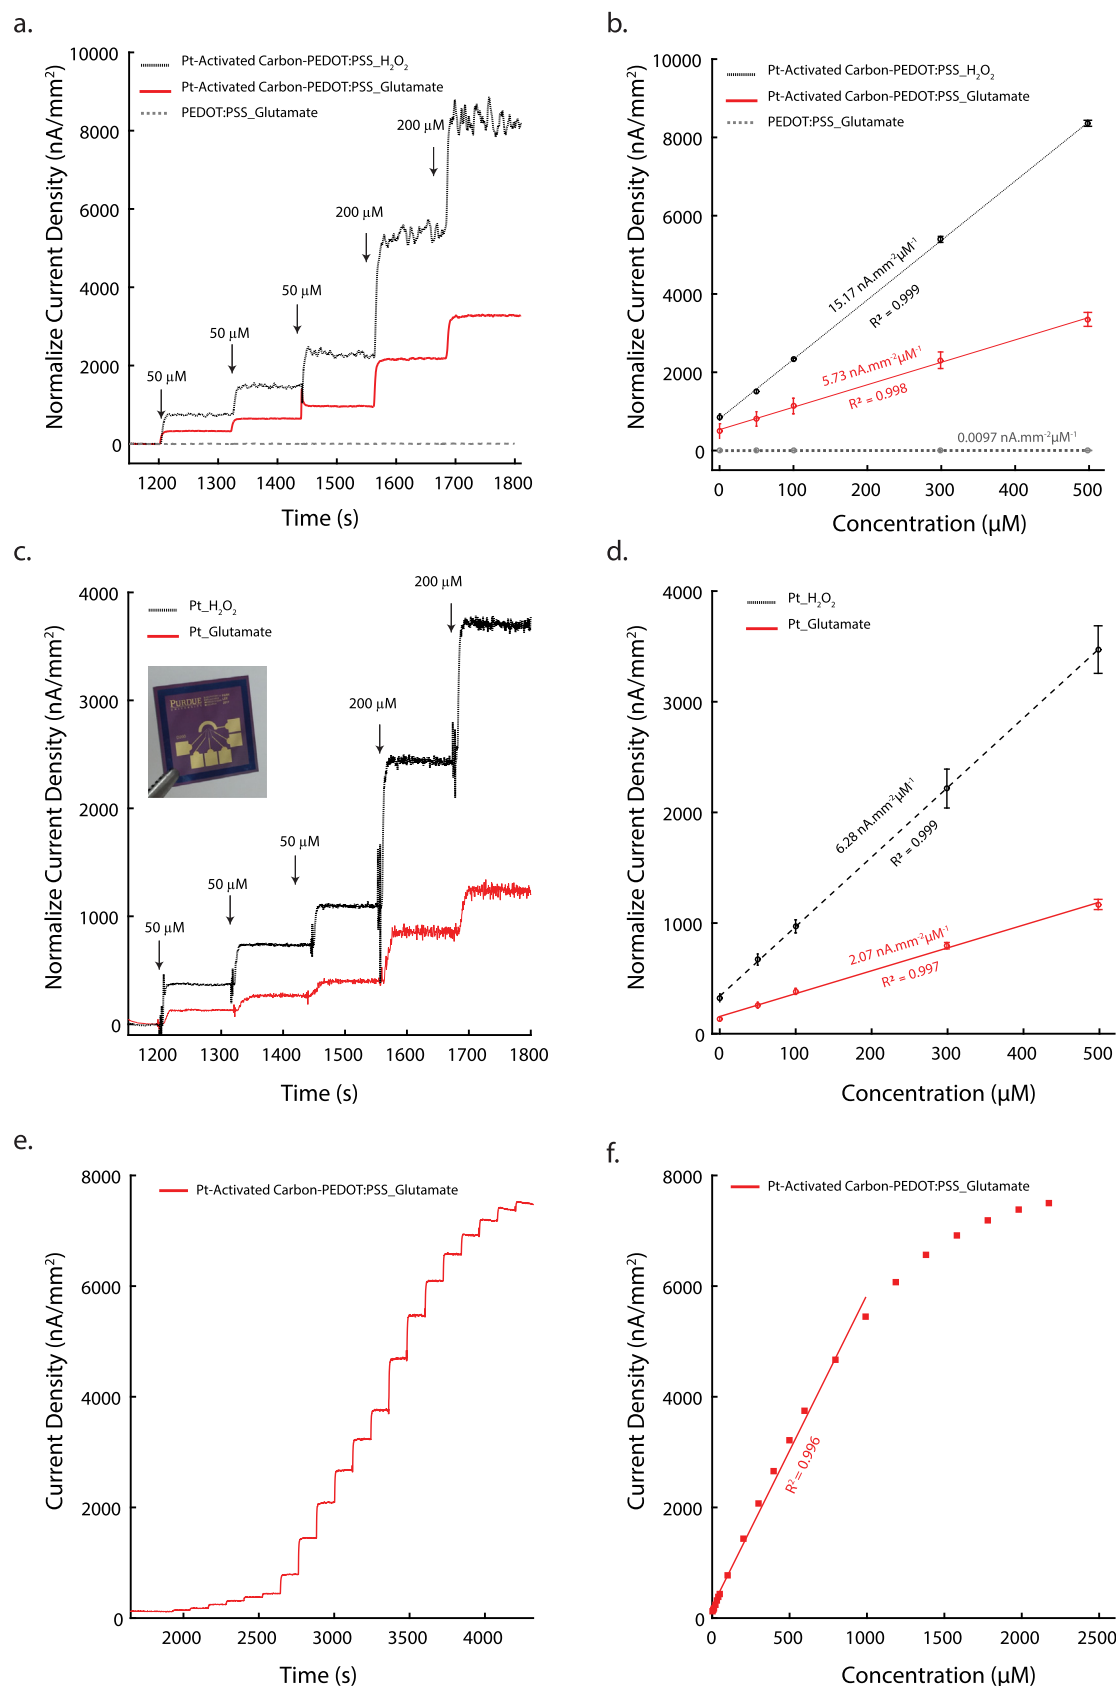 a.
Normalize Current Density (nA/mm²)
10000
8000
6000
4000
2000
0
Pt-Activated Carbon-PEDOT:PSS_H₂O₂
Pt-Activated Carbon-PEDOT:PSS_Glutamate
PEDOT:PSS_Glutamate
50 µM
50 µM
50 µM
200 µM
200 µM
1200 1300 1400 1500 1600 1700 1800
Time (s)
b.
Normalize Current Density (nA/mm²)
10000
8000
6000
4000
2000
0
Pt-Activated Carbon-PEDOT:PSS_H₂O₂
Pt-Activated Carbon-PEDOT:PSS_Glutamate
PEDOT:PSS_Glutamate
15.17 nA.mm⁻²µM⁻¹
R² = 0.999
5.73 nA.mm⁻²µM⁻¹
R² = 0.998
0.0097 nA.mm⁻²µM⁻¹
0 100 200 300 400 500
Concentration (µM)
c.
Normalize Current Density (nA/mm²)
4000
3000
2000
1000
0
Pt_H₂O₂
Pt_Glutamate
PURDUE
50 µM
50 µM
50 µM
200 µM
200 µM
1200 1300 1400 1500 1600 1700 1800
Time (s)
d.
Normalize Current Density (nA/mm²)
4000
3000
2000
1000
0
Pt_H₂O₂
Pt_Glutamate
6.28 nA.mm⁻²µM⁻¹
R² = 0.999
2.07 nA.mm⁻²µM⁻¹
R² = 0.997
0 100 200 300 400 500
Concentration (µM)
e.
Current Density (nA/mm²)
8000
6000
4000
2000
0
Pt-Activated Carbon-PEDOT:PSS_Glutamate
2000 2500 3000 3500 4000
Time (s)
f.
Current Density (nA/mm²)
8000
6000
4000
2000
0
Pt-Activated Carbon-PEDOT:PSS_Glutamate
R² = 0.996
0 500 1000 1500 2000 2500
Concentration (µM)